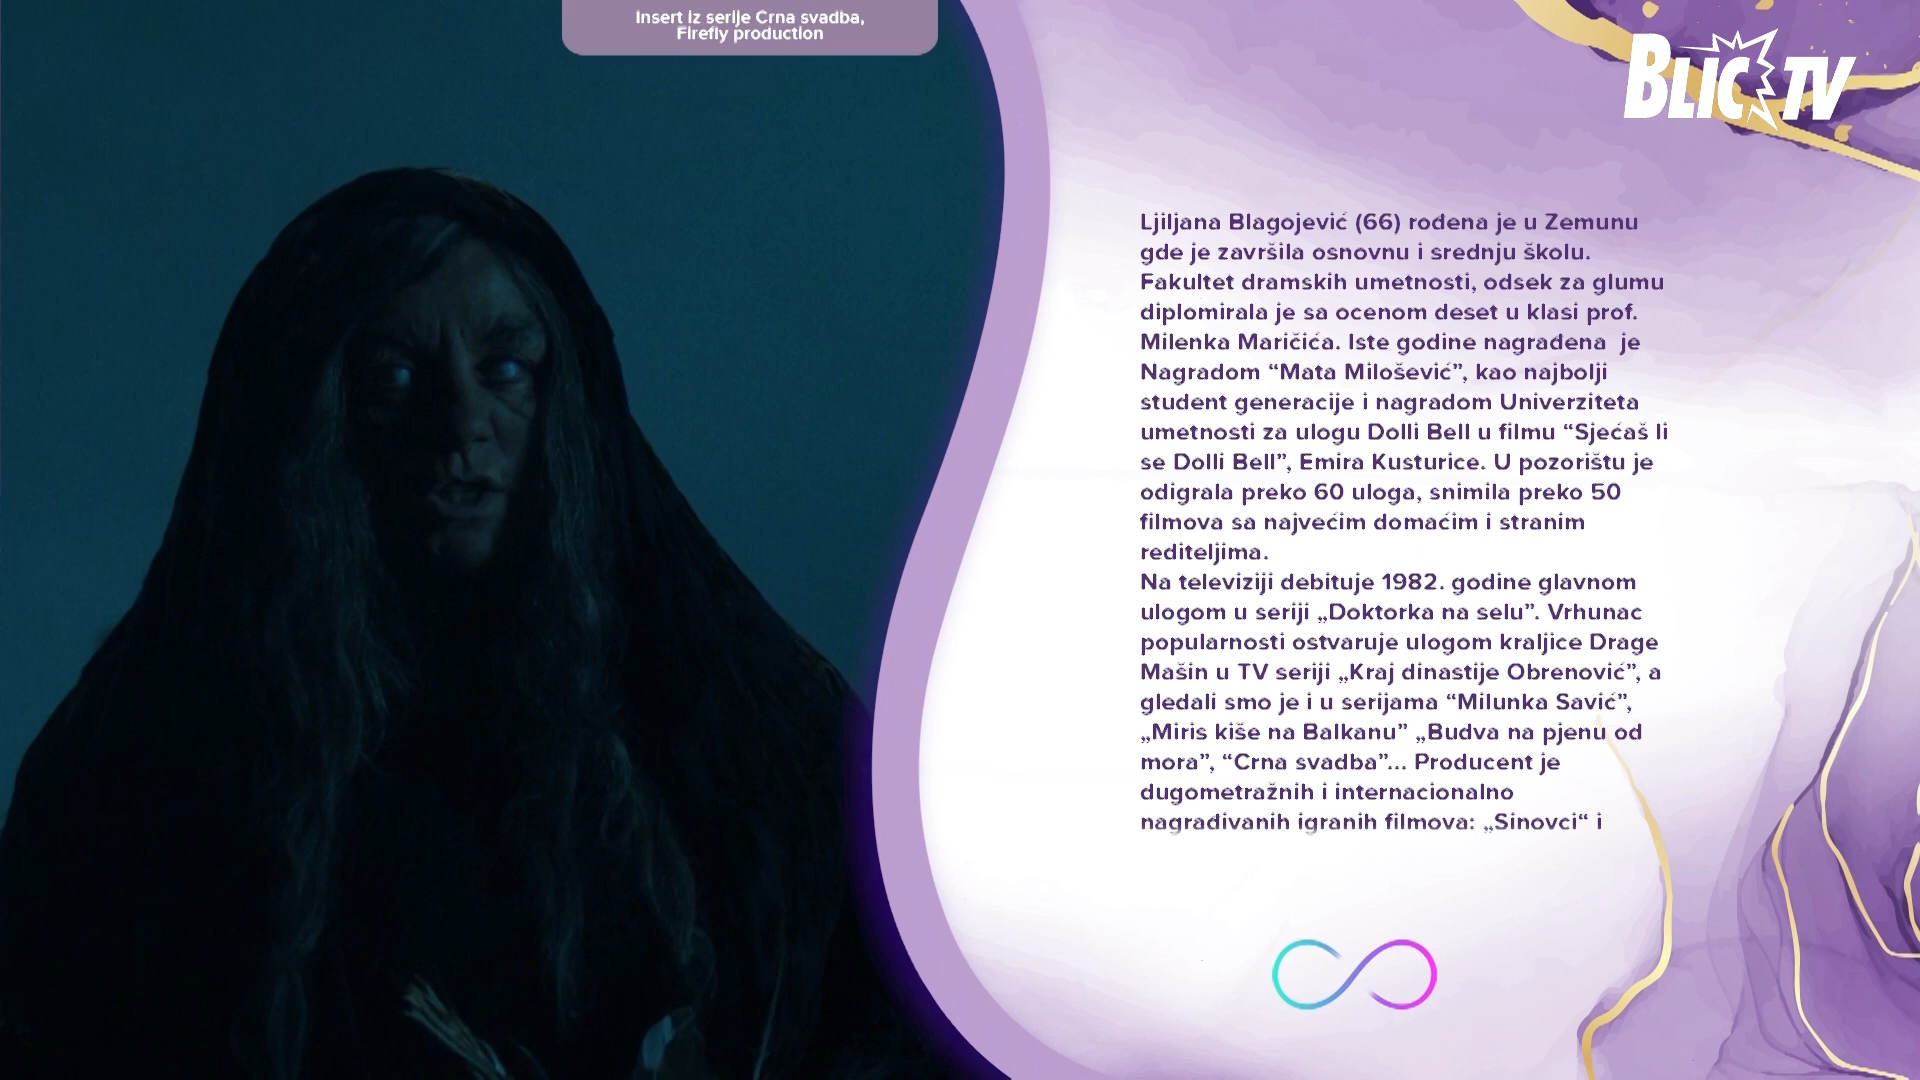 Insert iz serije Crna svadba,
Firefly production
BLIC TV
Ljiljana Blagojević (66) rođena je u Zemunu
gde je završila osnovnu i srednju školu.
Fakultet dramskih umetnosti, odsek za glumu
diplomirala je sa ocenom deset u klasi prof.
Milenka Maričića. Iste godine nagrađena  je
Nagradom “Mata Milošević”, kao najbolji
student generacije i nagradom Univerziteta
umetnosti za ulogu Dolli Bell u filmu “Sjećaš li
se Dolli Bell”, Emira Kusturice. U pozorištu je
odigrala preko 60 uloga, snimila preko 50
filmova sa najvećim domaćim i stranim
rediteljima.
Na televiziji debituje 1982. godine glavnom
ulogom u seriji „Doktorka na selu”. Vrhunac
popularnosti ostvaruje ulogom kraljice Drage
Mašin u TV seriji „Kraj dinastije Obrenović”, a
gledali smo je i u serijama “Milunka Savić”,
„Miris kiše na Balkanu” „Budva na pjenu od
mora”, “Crna svadba”... Producent je
dugometražnih i internacionalno
nagrađivanih igranih filmova: „Sinovci“ i